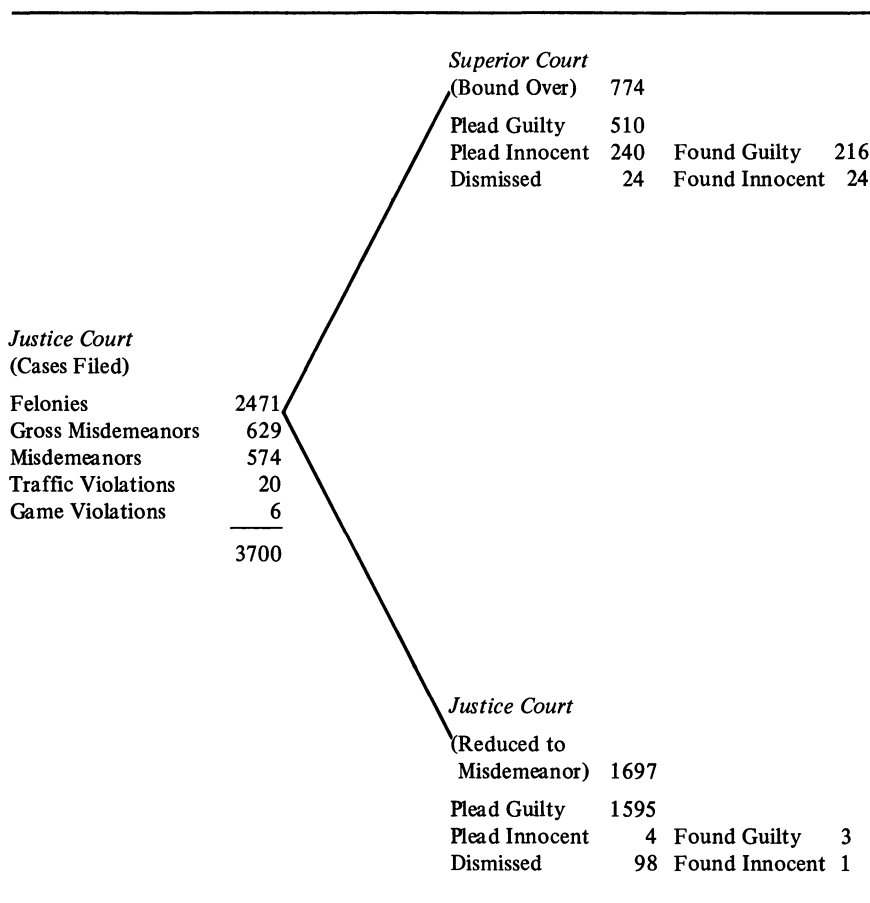 Superior Court
(Bound Over) 774
Plead Guilty 510
Plead Innocent 240 Found Guilty 216
Dismissed 24 Found Innocent 24
Justice Court
(Cases Filed)
Felonies 2471
Gross Misdemeanors 629
Misdemeanors 574
Traffic Violations 20
Game Violations 6
3700
Justice Court
(Reduced to
Misdemeanor) 1697
Plead Guilty 1595
Plead Innocent 4 Found Guilty 3
Dismissed 98 Found Innocent 1